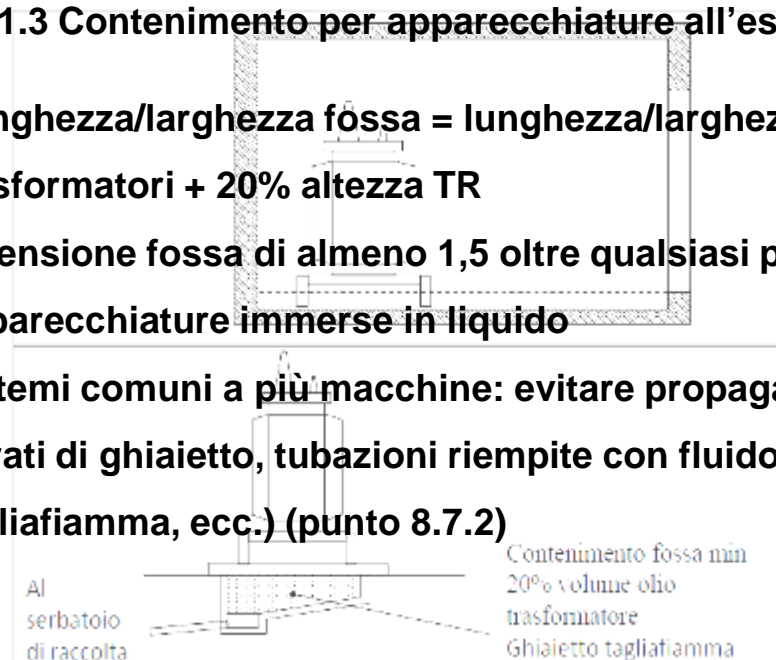 1.3 Contenimento per apparecchiature all'es
nghezza/larghezza fossa = lunghezza/larghez
sformatori + 20% altezza TR
ensione fossa di almeno 1,5 oltre qualsiasi p
parecchiature immerse in liquido
temi comuni a più macchine: evitare propaga
ati di ghiaietto, tubazioni riempite con fluido
liafiamma, ecc.) (punto 8.7.2)
Al
serbatoio
di raccolta
Contenimento fossa min
20% volume olio
trasformatore
Ghiaietto tagliafiamma